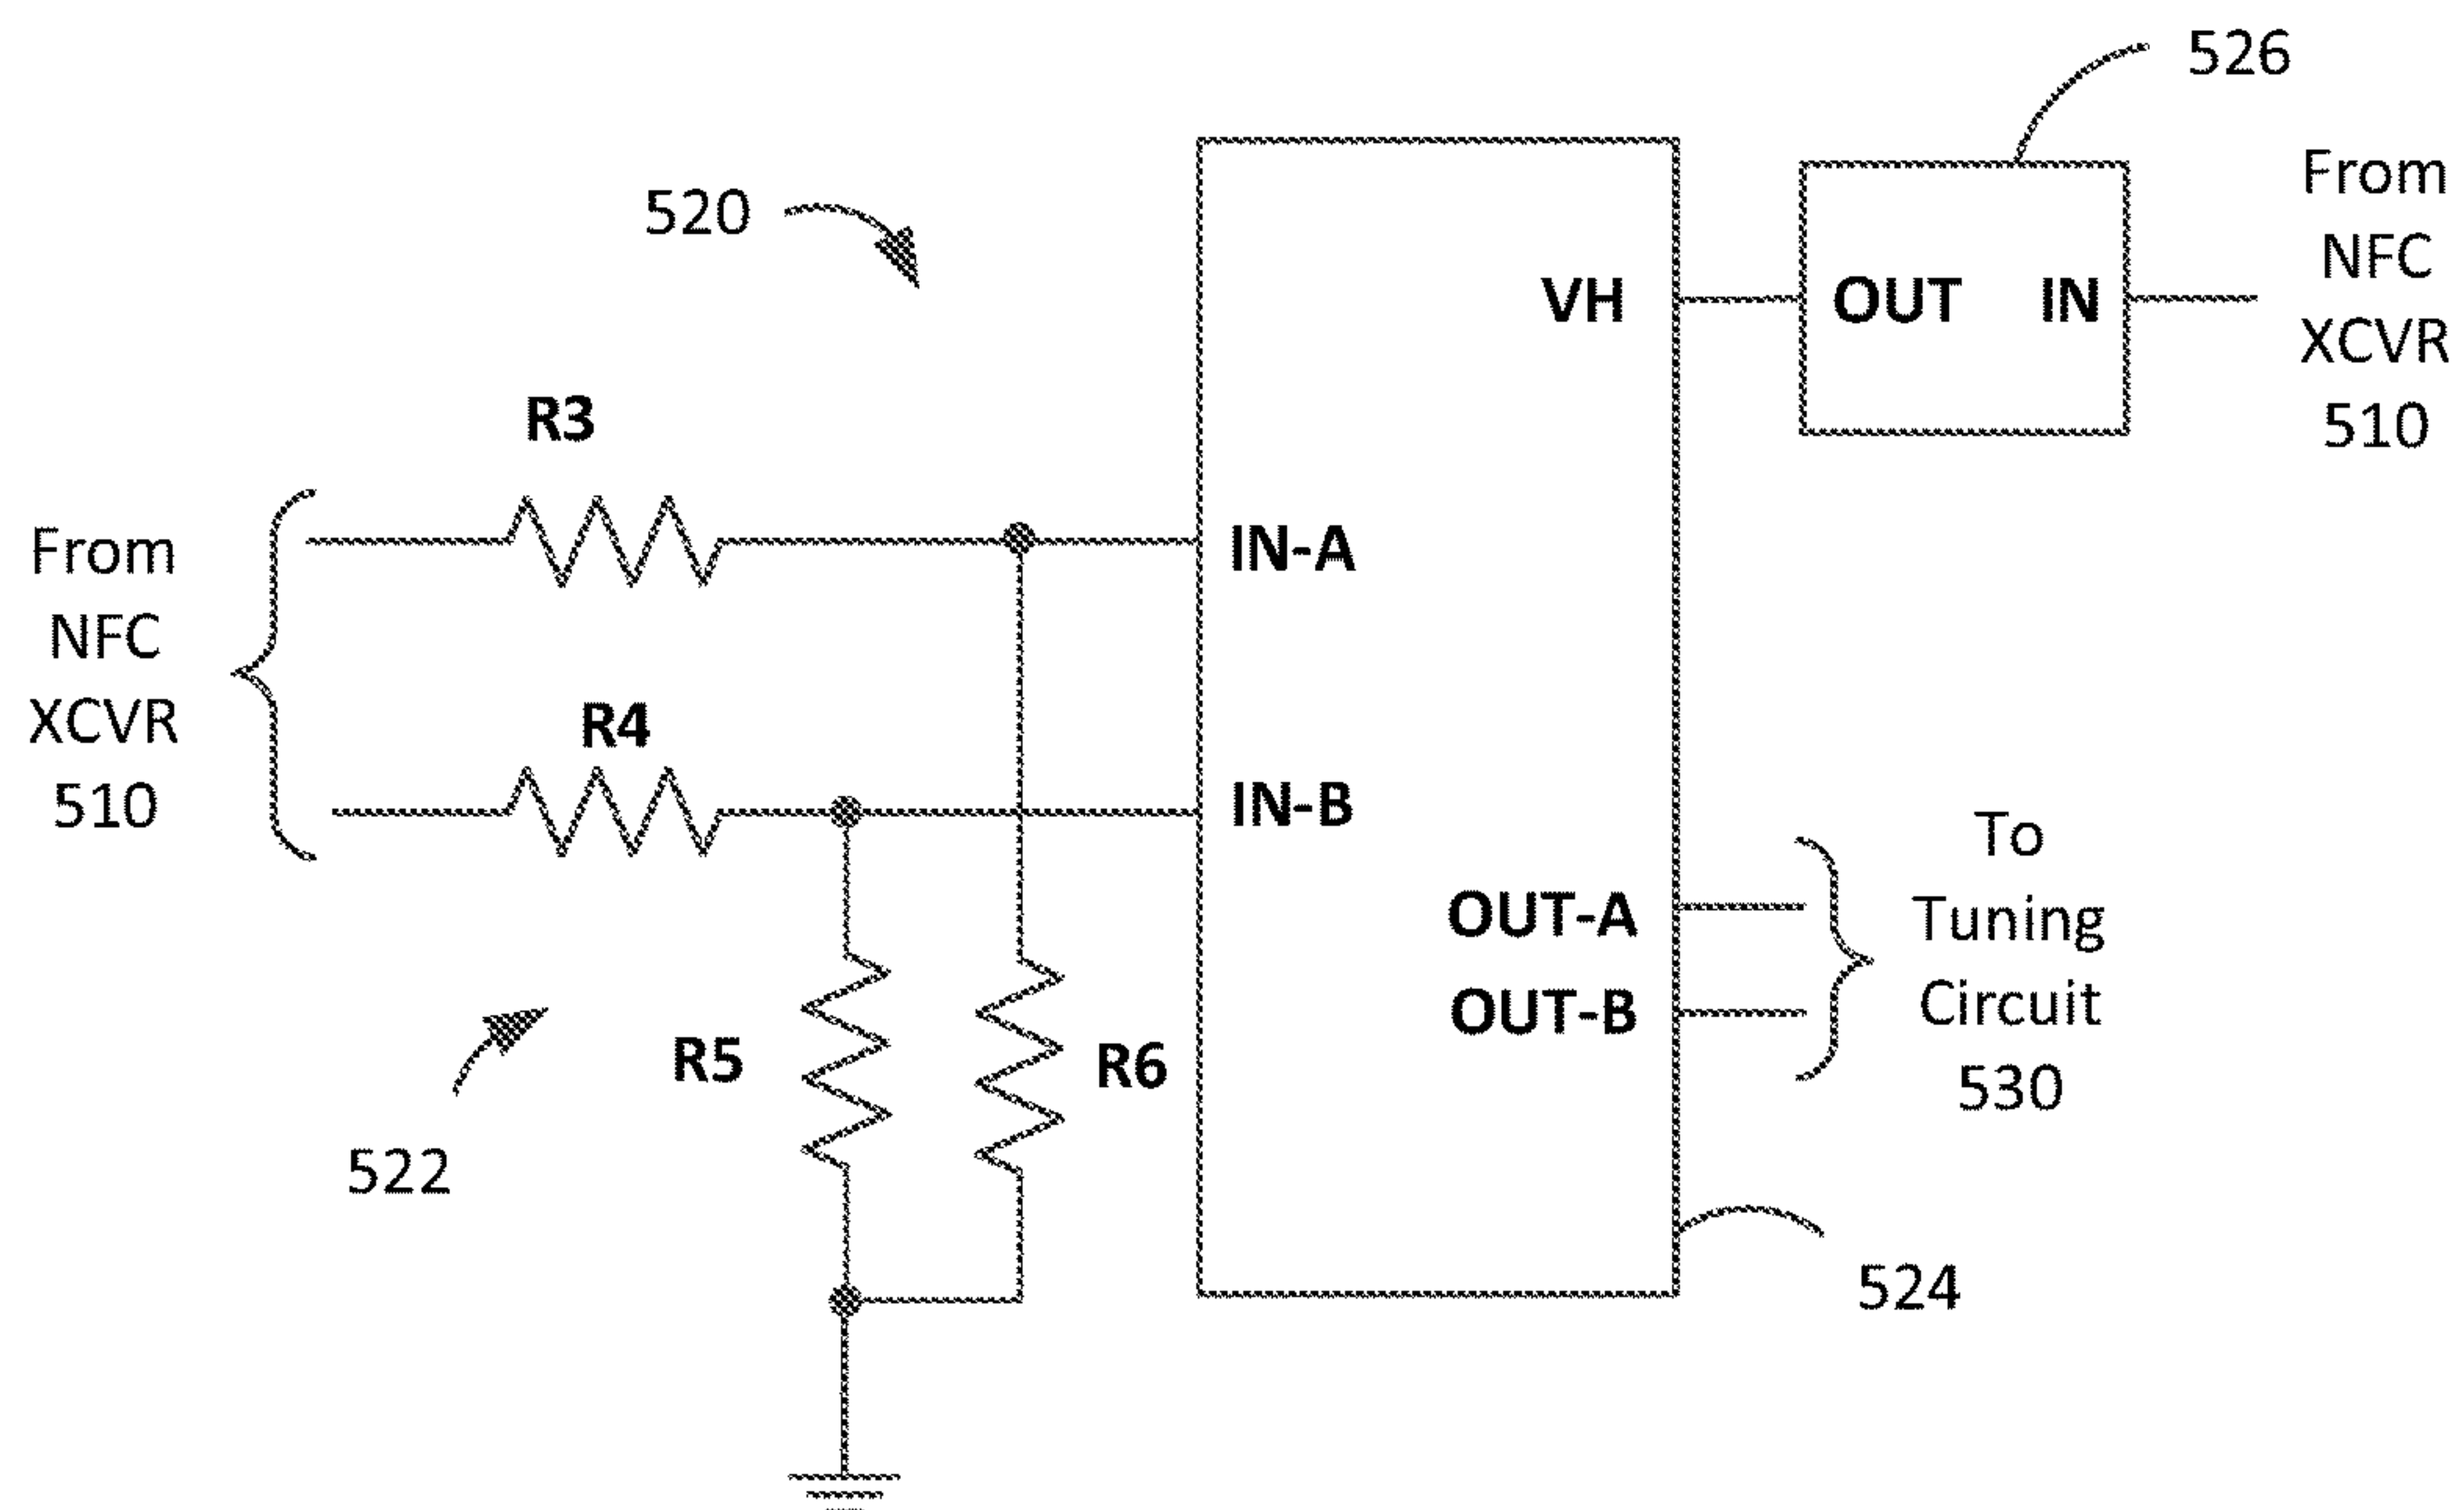 526
520
From
NFC
XCVR
510
VH
OUT IN
R3
From
NFC
XCVR
510
IN-A
R4
IN-B
To
Tuning
Circuit
530
OUT-A
OUT-B
R5
R6
522
524